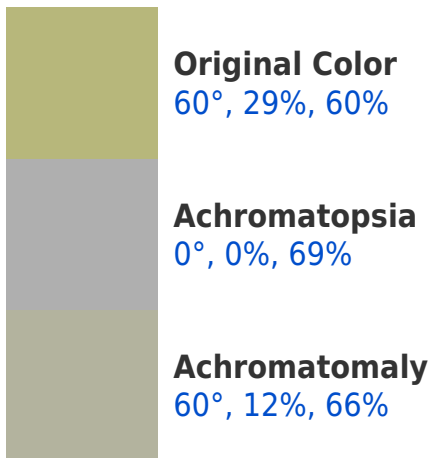 Original Color
60°, 29%, 60%
Achromatopsia
0°, 0%, 69%
Achromatomaly
60°, 12%, 66%